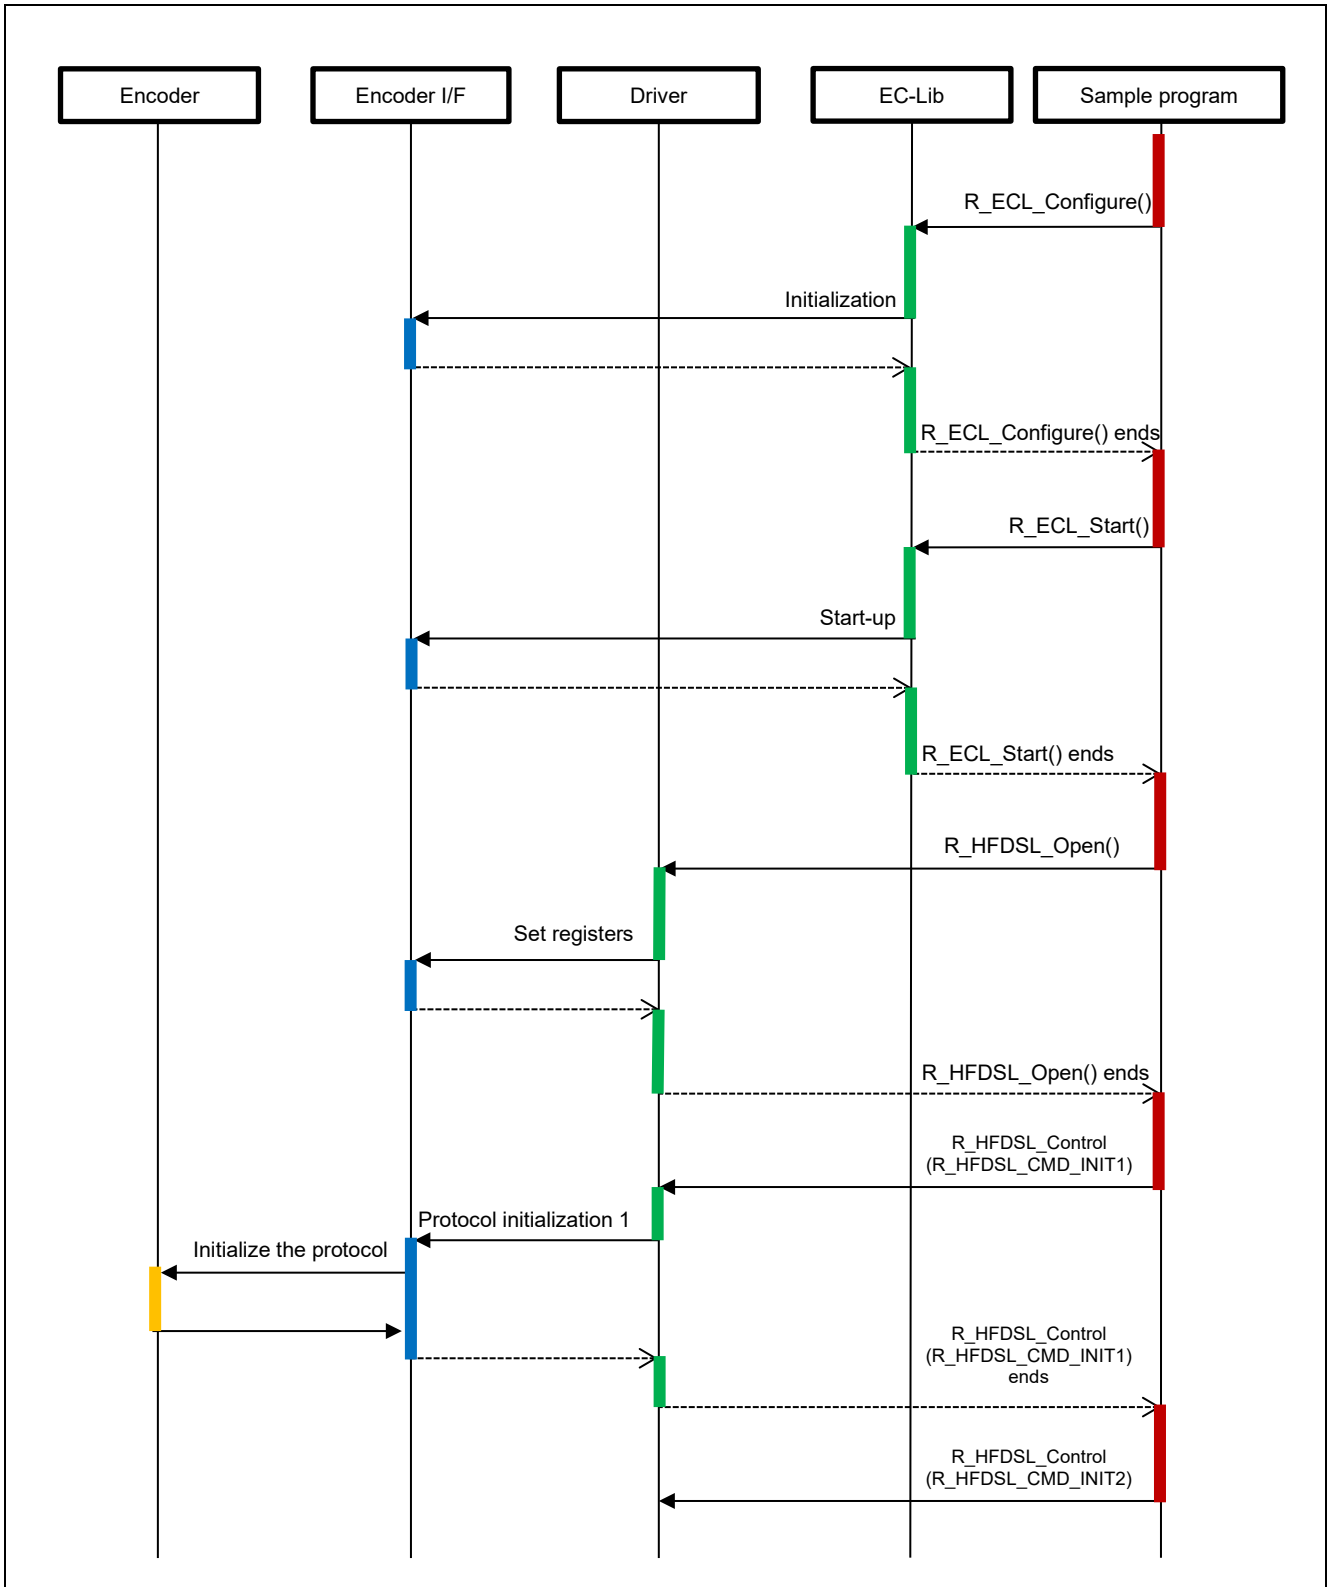 Encoder
Encoder I/F
Driver
EC-Lib
Sample program
R_ECL_Configure()
Initialization
R_ECL_Configure() ends
R_ECL_Start()
Start-up
R_ECL_Start() ends
R_HFDSL_Open()
Set registers
R_HFDSL_Open() ends
R_HFDSL_Control
(R_HFDSL_CMD_INIT1)
Protocol initialization 1
Initialize the protocol
R_HFDSL_Control
(R_HFDSL_CMD_INIT1)
ends
R_HFDSL_Control
(R_HFDSL_CMD_INIT2)